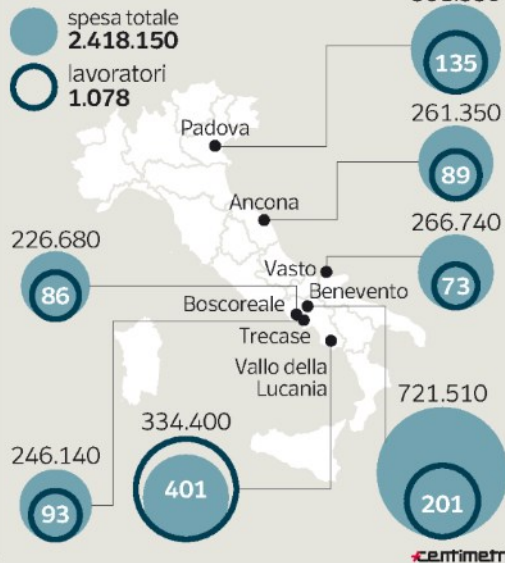 spesa totale
2.418.150
lavoratori
1.078
135
261.350
Padova
89
Ancona
266.740
226.680
Vasto
73
86
Benevento
Boscoreale
Trecase
Vallo della
Lucania
721.510
334.400
246.140
401
93
201
centimetri